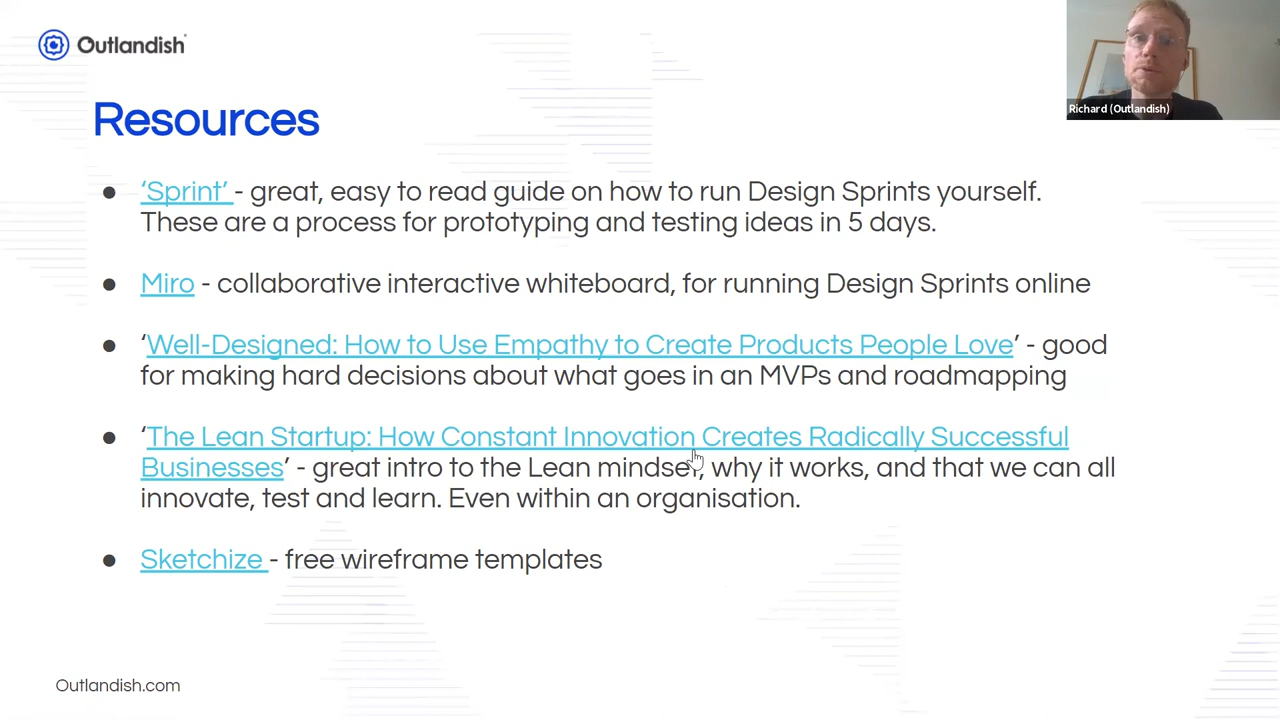 Outlandish
Richard (Outlandish)
Resources
● ‘Sprint’ - great, easy to read guide on how to run Design Sprints yourself.
These are a process for prototyping and testing ideas in 5 days.
● Miro - collaborative interactive whiteboard, for running Design Sprints online
● ‘Well-Designed: How to Use Empathy to Create Products People Love’ - good
for making hard decisions about what goes in an MVPs and roadmapping
● ‘The Lean Startup: How Constant Innovation Creates Radically Successful
Businesses’ - great intro to the Lean mindset, why it works, and that we can all
innovate, test and learn. Even within an organisation.
● Sketchize - free wireframe templates
Outlandish.com